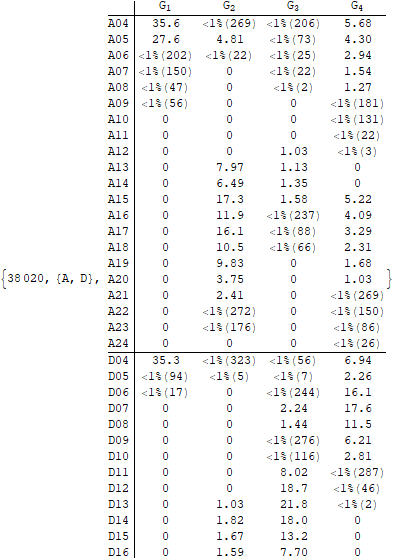 G1 G2 G3 G4
A04 35.6 <1%(269) <1%(206) 5.68
A05 27.6 4.81 <1%(73) 4.30
A06 <1%(202) <1%(22) <1%(25) 2.94
A07 <1%(150) 0 <1%(22) 1.54
A08 <1%(47) 0 <1%(2) 1.27
A09 <1%(56) 0 0 <1%(181)
A10 0 0 0 <1%(131)
A11 0 0 0 <1%(22)
A12 0 0 1.03 <1%(3)
A13 0 7.97 1.13 0
A14 0 6.49 1.35 0
A15 0 17.3 1.58 5.22
A16 0 11.9 <1%(237) 4.09
A17 0 16.1 <1%(88) 3.29
A18 0 10.5 <1%(66) 2.31
A19 0 9.83 0 1.68
{38020, {A, D}, A20 0 3.75 0 1.03 }
A21 0 2.41 0 <1%(269)
A22 0 <1%(272) 0 <1%(150)
A23 0 <1%(176) 0 <1%(86)
A24 0 0 0 <1%(26)
D04 35.3 <1%(323) <1%(56) 6.94
D05 <1%(94) <1%(5) <1%(7) 2.26
D06 <1%(17) 0 <1%(244) 16.1
D07 0 0 2.24 17.6
D08 0 0 1.44 11.5
D09 0 0 <1%(276) 6.21
D10 0 0 <1%(116) 2.81
D11 0 0 8.02 <1%(287)
D12 0 0 18.7 <1%(46)
D13 0 1.03 21.8 <1%(2)
D14 0 1.82 18.0 0
D15 0 1.67 13.2 0
D16 0 1.59 7.70 0